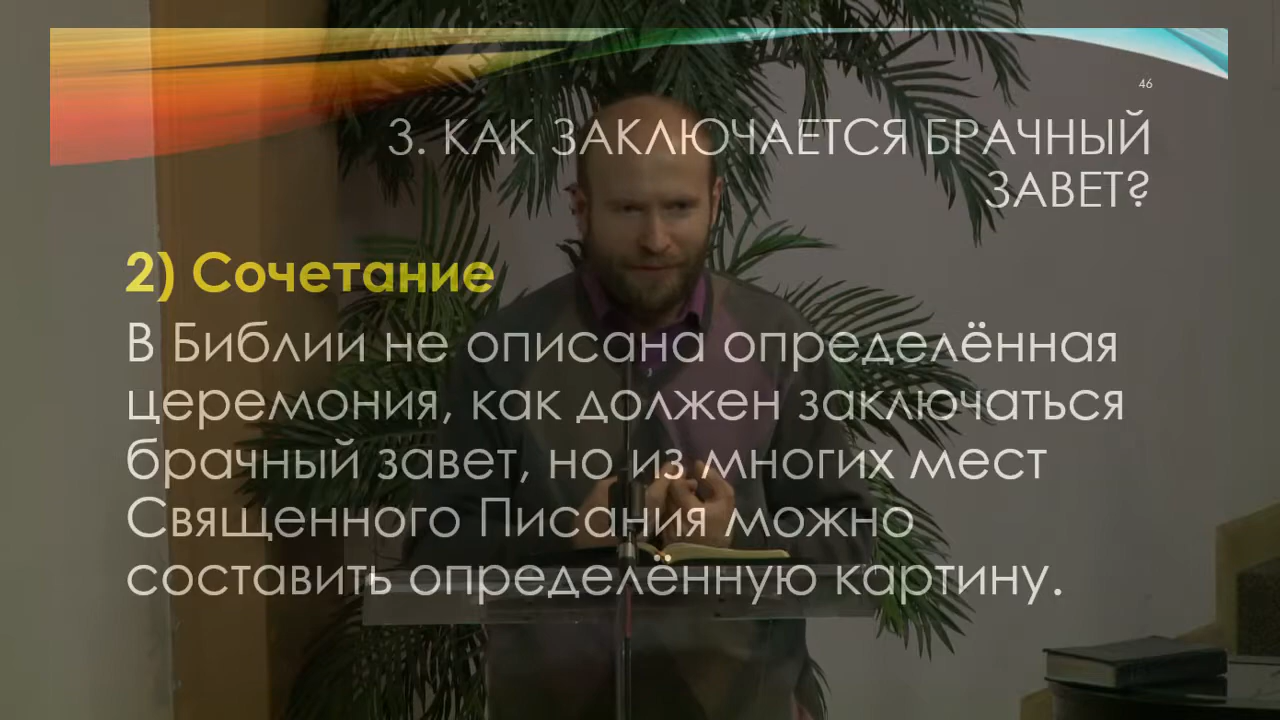 46
3. КАК ЗАКЛЮЧАЕТСЯ БРАЧНЫЙ
ЗАВЕТ?
2) Сочетание
В Библии не описана определённая
церемония, как должен заключаться
брачный завет, но из многих мест
Священного Писания можно
составить определённую картину.